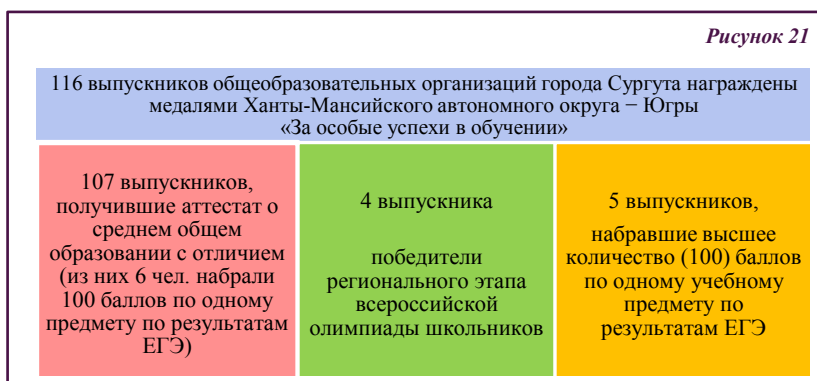 Рисунок 21
116 выпускников общеобразовательных организаций города Сургута награждены
медалями Ханты-Мансийского автономного округа – Югры
«За особые успехи в обучении»
107 выпускников,
получившие аттестат о
среднем общем
образовании с отличием
(из них 6 чел. набрали
100 баллов по одному
предмету по результатам
ЕГЭ)
4 выпускника
победители
регионального этапа
всероссийской
олимпиады школьников
5 выпускников,
набравшие высшее
количество (100) баллов
по одному учебному
предмету по
результатам ЕГЭ